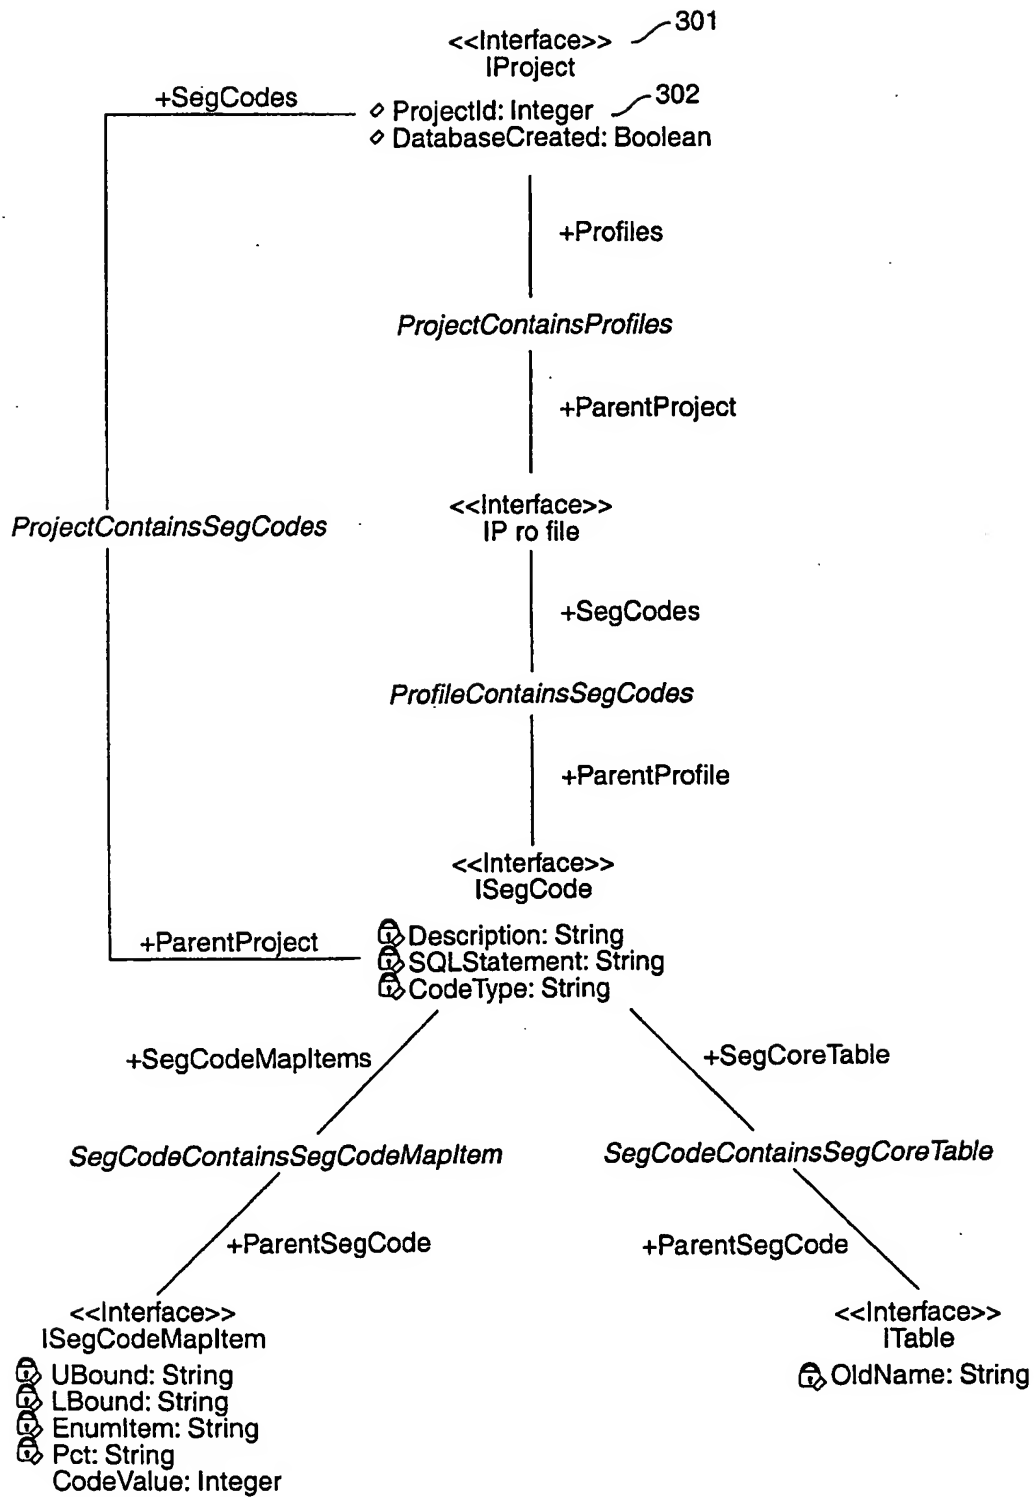 301
<<Interface>>
IProject
+SegCodes
302
ProjectId: Integer
DatabaseCreated: Boolean
+Profiles
ProjectContainsProfiles
+ParentProject
<<Interface>>
IP ro file
ProjectContainsSegCodes
+SegCodes
ProfileContainsSegCodes
+ParentProfile
<<Interface>>
ISegCode
Description: String
+ParentProject
SQLStatement: String
CodeType: String
+SegCodeMapItems
+SegCoreTable
SegCodeContainsSegCodeMapItem
SegCodeContainsSegCoreTable
+ParentSegCode
+ParentSegCode
<<Interface>>
ISegCodeMapItem
UBound: String
LBound: String
EnumItem: String
Pct: String
CodeValue: Integer
<<Interface>>
ITable
OldName: String